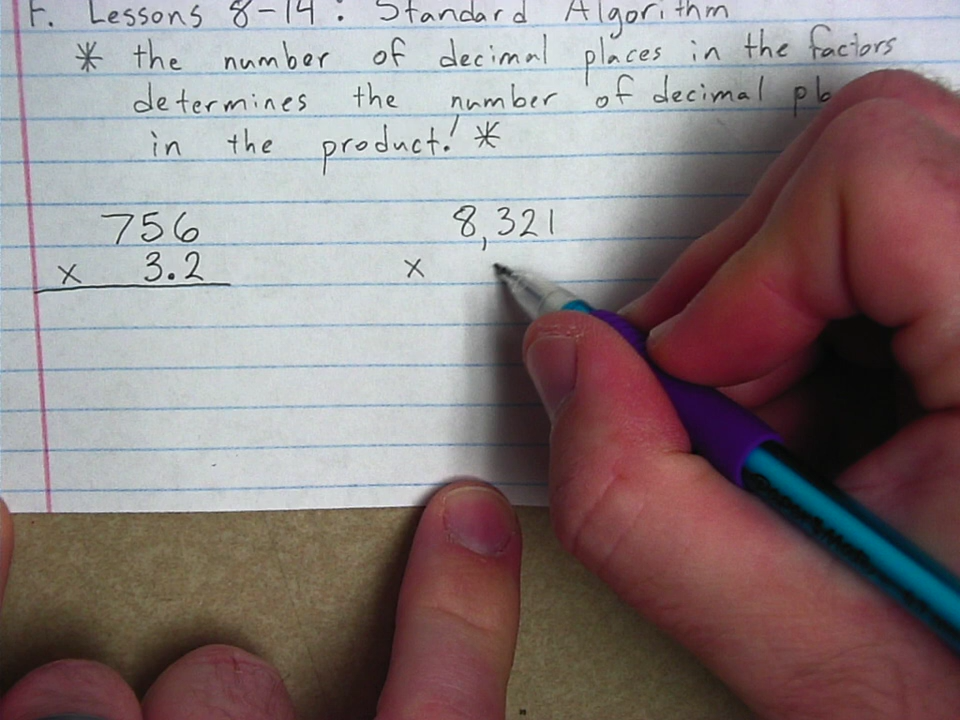 F. Lessons 8-14: Standard Algorithm
* the number of decimal places in the factors
determines the number of decimal
in the product! *
756 8,321
x 3.2 x